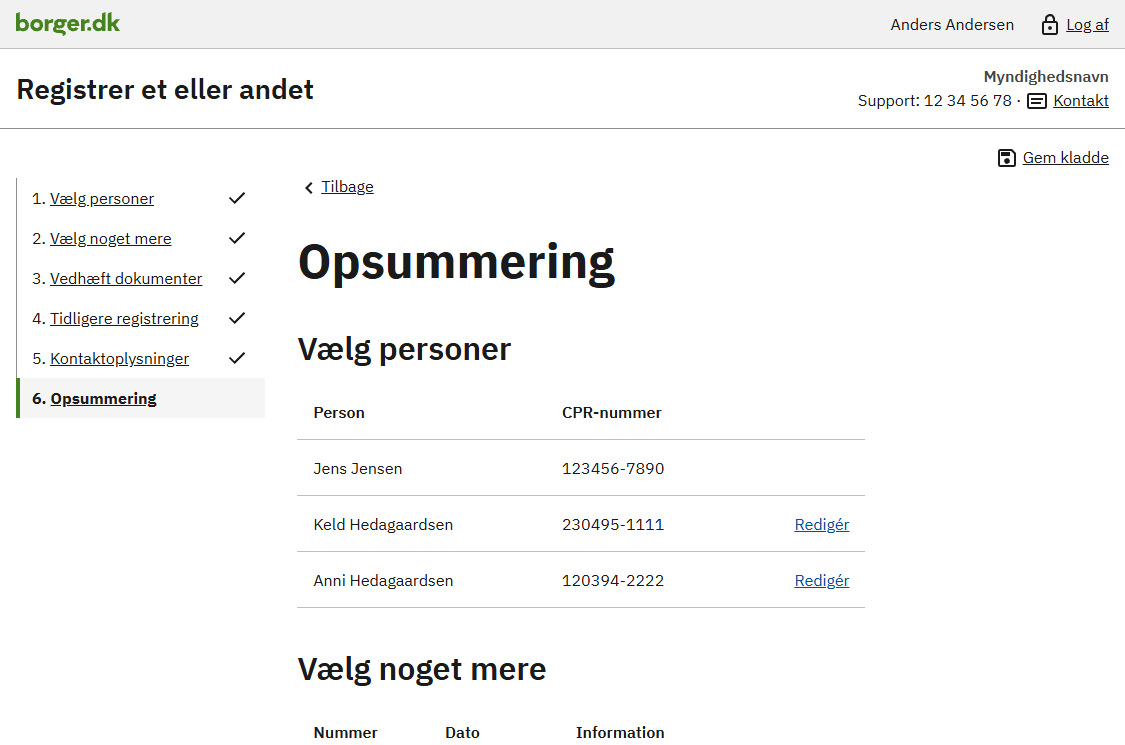 borger.dk
Anders Andersen Log af
Registrer et eller andet
Myndighedsnavn
Support: 12 34 56 78 · Kontakt
Gem kladde
1. Vælg personer
2. Vælg noget mere
3. Vedhæft dokumenter
4. Tidligere registrering
5. Kontaktoplysninger
6. Opsummering
Tilbage
Opsummering
Vælg personer
Person CPR-nummer
Jens Jensen 123456-7890
Keld Hedagaardsen 230495-1111 Redigér
Anni Hedagaardsen 120394-2222 Redigér
Vælg noget mere
Nummer Dato Information